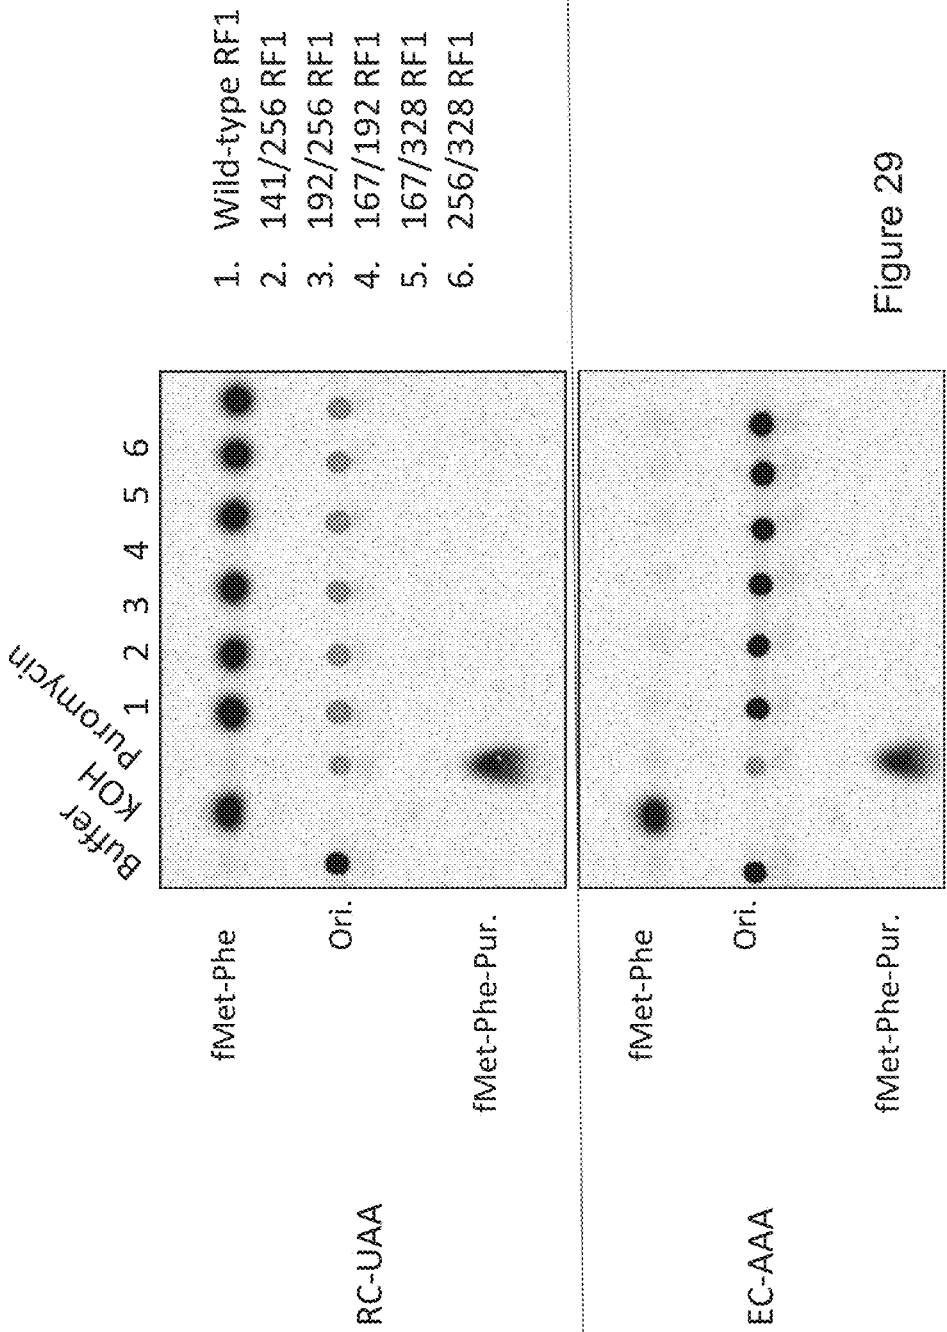 Buffer
KOH
Puromycin
1 2 3 4 5 6
RC-UAA
fMet-Phe
Ori.
fMet-Phe-Pur.
EC-AAA
fMet-Phe
Ori.
fMet-Phe-Pur.
1. Wild-type RF1
2. 141/256 RF1
3. 192/256 RF1
4. 167/192 RF1
5. 167/328 RF1
6. 256/328 RF1
Figure 29